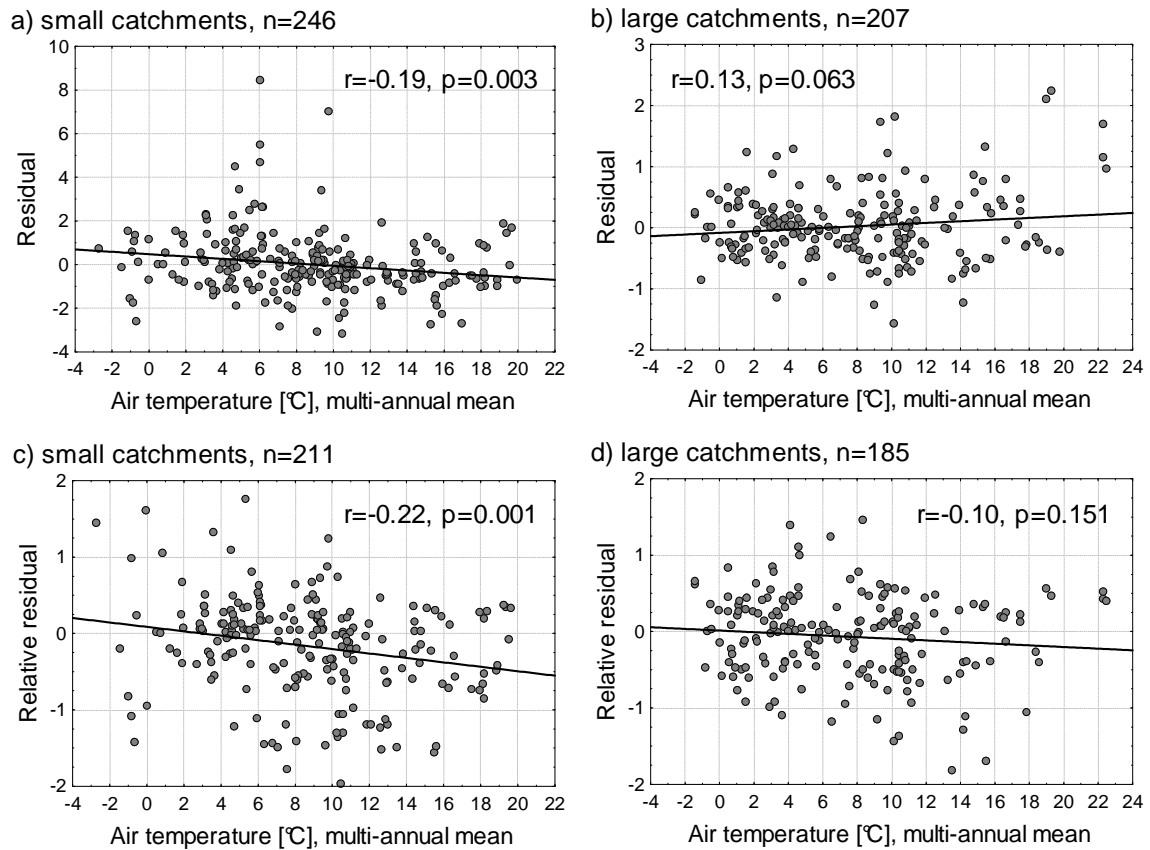 a) small catchments, n=246
r=-0.19, p=0.003
10
8
6
4
2
0
-2
-4
Residual
-4 -2 0 2 4 6 8 10 12 14 16 18 20 22
Air temperature [°C], multi-annual mean
b) large catchments, n=207
r=0.13, p=0.063
3
2
1
0
-1
-2
Residual
-4 -2 0 2 4 6 8 10 12 14 16 18 20 22 24
Air temperature [°C], multi-annual mean
c) small catchments, n=211
r=-0.22, p=0.001
2
1
0
-1
-2
Relative residual
-4 -2 0 2 4 6 8 10 12 14 16 18 20 22
Air temperature [°C], multi-annual mean
d) large catchments, n=185
r=-0.10, p=0.151
2
1
0
-1
-2
Relative residual
-4 -2 0 2 4 6 8 10 12 14 16 18 20 22 24
Air temperature [°C], multi-annual mean